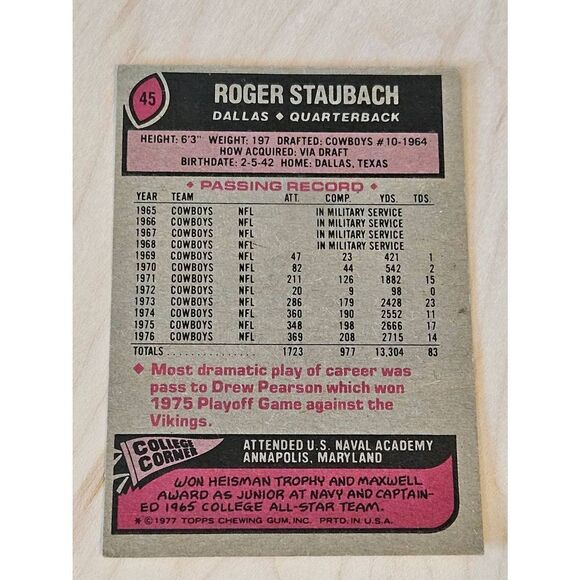 45
ROGER STAUBACH
DALLAS ◆ QUARTERBACK
HEIGHT: 6'3" WEIGHT: 197 DRAFTED: COWBOYS #10-1964
HOW ACQUIRED: VIA DRAFT
BIRTHDATE: 2-5-42 HOME: DALLAS, TEXAS
◆ PASSING RECORD ◆
YEAR TEAM ATT. COMP. YDS. TDS.
1965 COWBOYS NFL IN MILITARY SERVICE
1966 COWBOYS NFL IN MILITARY SERVICE
1967 COWBOYS NFL IN MILITARY SERVICE
1968 COWBOYS NFL IN MILITARY SERVICE
1969 COWBOYS NFL 47 23 421 1
1970 COWBOYS NFL 82 44 542 2
1971 COWBOYS NFL 211 126 1882 15
1972 COWBOYS NFL 20 9 98 0
1973 COWBOYS NFL 286 179 2428 23
1974 COWBOYS NFL 360 190 2552 11
1975 COWBOYS NFL 348 198 2666 17
1976 COWBOYS NFL 369 208 2715 14
TOTALS .............. 1723 977 13,304 83
◆ Most dramatic play of career was
pass to Drew Pearson which won
1975 Playoff Game against the
Vikings.
COLLEGE
CORNER
ATTENDED U.S. NAVAL ACADEMY
ANNAPOLIS, MARYLAND
WON HEISMAN TROPHY AND MAXWELL
AWARD AS JUNIOR AT NAVY AND CAPTAIN-
ED 1965 COLLEGE ALL-STAR TEAM.
* © 1977 TOPPS CHEWING GUM, INC. PRTD. IN U.S.A.